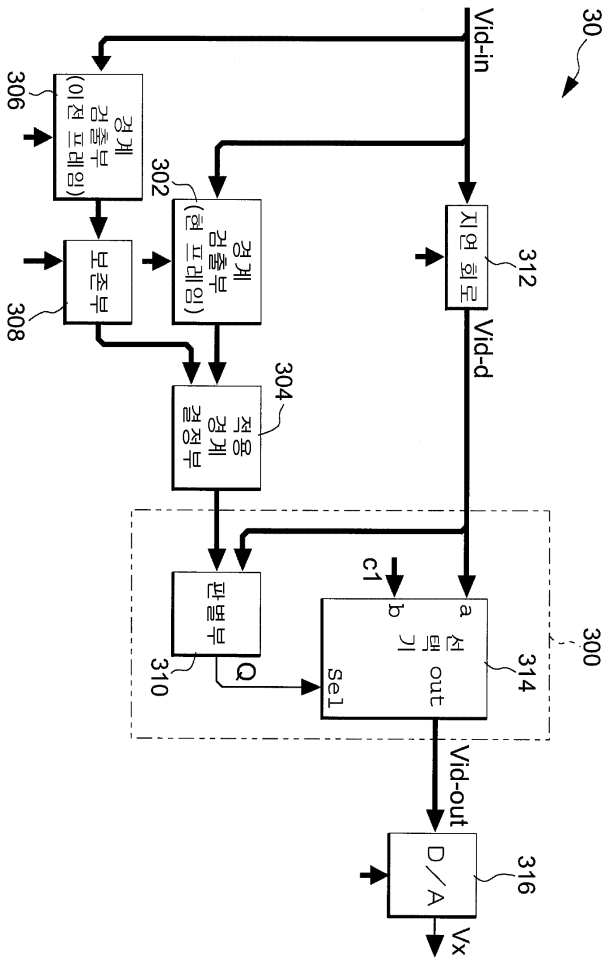 30
Vid-in
312
지연 회로
Vid-d
300
a
b
c1
선
택
기
out
Sel
314
Vid-out
D/A
316
Vx
302
경계
검출부
(현 프레임)
304
적용
경계
결정부
판별부
310
Q
306
경계
검출부
(이전 프레임)
보존부
308